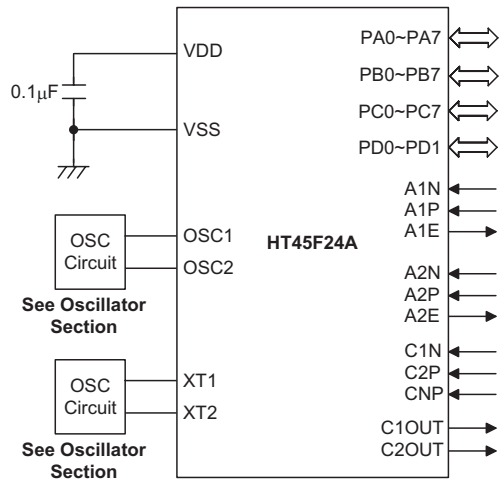 VDD
0.1μF
VSS
OSC
Circuit
OSC1
OSC2
See Oscillator
Section
OSC
Circuit
XT1
XT2
See Oscillator
Section
HT45F24A
PA0~PA7
PB0~PB7
PC0~PC7
PD0~PD1
A1N
A1P
A1E
A2N
A2P
A2E
C1N
C2P
CNP
C1OUT
C2OUT